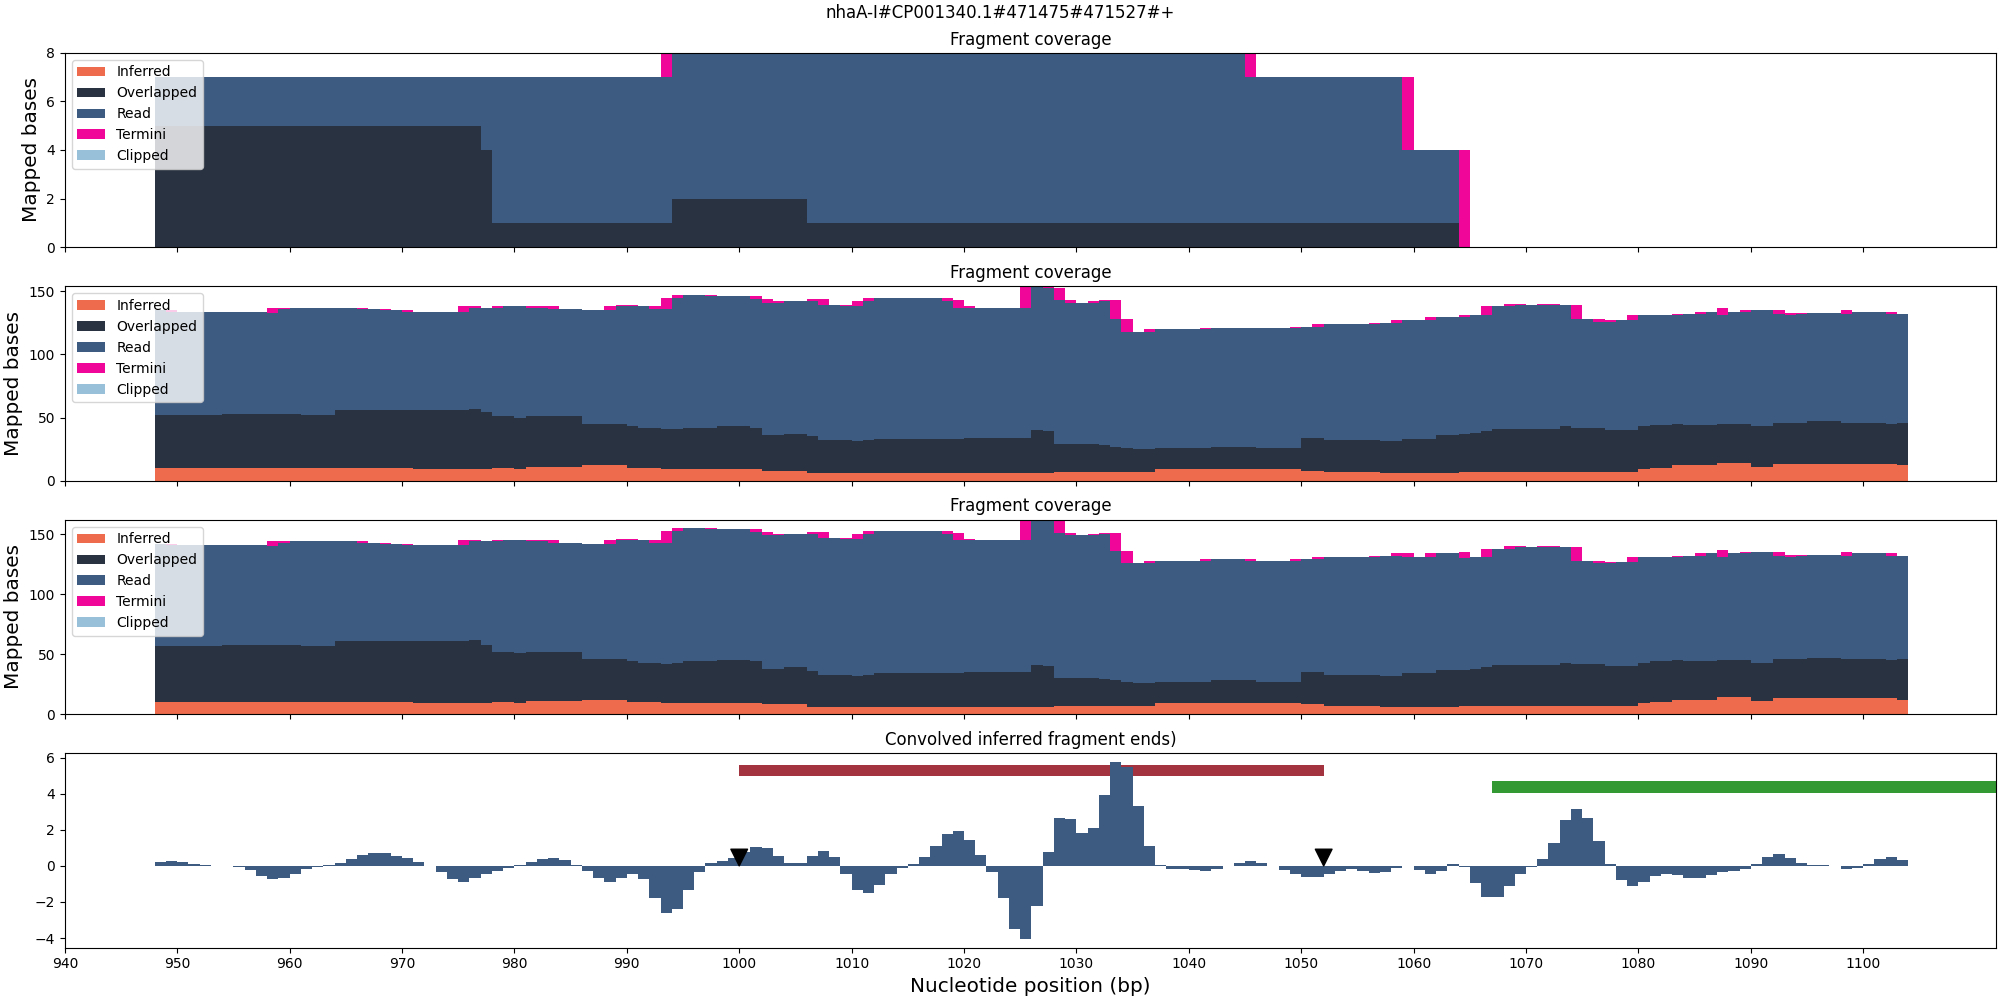 nhaA-I#CP001340.1#471475#471527#+
Fragment coverage
Mapped bases
8
6
4
2
0
Inferred
Overlapped
Read
Termini
Clipped
Fragment coverage
Mapped bases
150
100
50
0
Inferred
Overlapped
Read
Termini
Clipped
Fragment coverage
Mapped bases
150
100
50
0
Inferred
Overlapped
Read
Termini
Clipped
Convolved inferred fragment ends)
6
4
2
0
−2
−4
940 950 960 970 980 990 1000 1010 1020 1030 1040 1050 1060 1070 1080 1090 1100
Nucleotide position (bp)